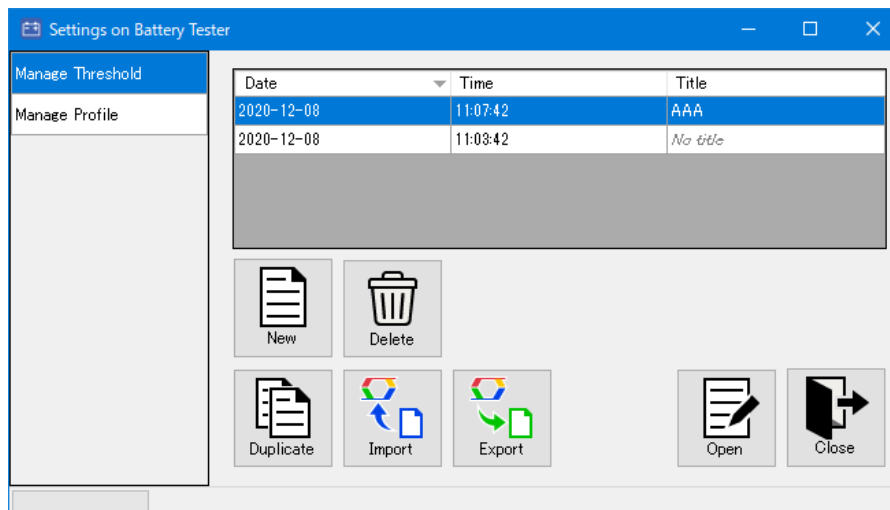 Settings on Battery Tester
Manage Threshold
Manage Profile
Date Time Title
2020-12-08 11:07:42 AAA
2020-12-08 11:03:42 No title
New Delete
Duplicate Import Export Open Close